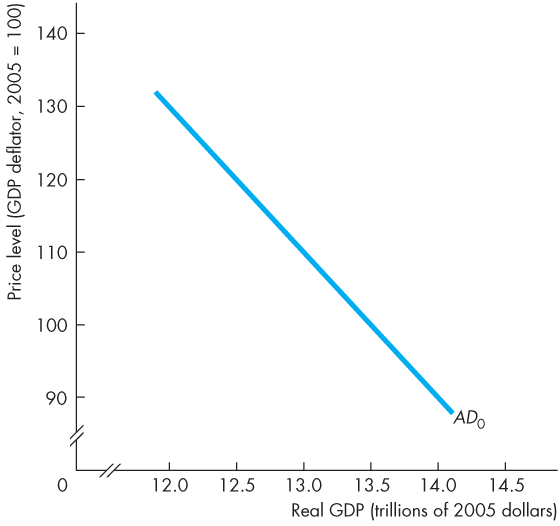 Price level (GDP deflator, 2005 = 100)
140
130
120
110
100
90
AD0
0
12.0 12.5 13.0 13.5 14.0 14.5
Real GDP (trillions of 2005 dollars)